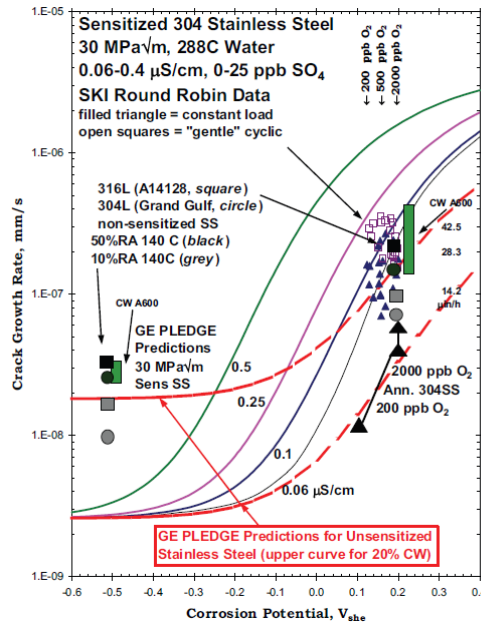 Sensitized 304 Stainless Steel
30 MPa√m, 288C Water
0.06-0.4 μS/cm, 0-25 ppb SO4
SKI Round Robin Data
filled triangle = constant load
open squares = "gentle" cyclic
← 200 ppb O2
← 500 ppb O2
← 2000 ppb O2
316L (A14128, square)
304L (Grand Gulf, circle)
non-sensitized SS
50%RA 140 C (black)
10%RA 140C (grey)
CW A600
42.5
28.3
14.2
μin/h
CW A600
GE PLEDGE
Predictions
30 MPa√m
Sens SS
0.5
0.25
0.1
0.06 μS/cm
2000 ppb O2
Ann. 304SS
200 ppb O2
GE PLEDGE Predictions for Unsensitized
Stainless Steel (upper curve for 20% CW)
Crack Growth Rate, mm/s
1.E-05
1.E-06
1.E-07
1.E-08
1.E-09
-0.6 -0.5 -0.4 -0.3 -0.2 -0.1 0.0 0.1 0.2 0.3 0.4
Corrosion Potential, Vshe